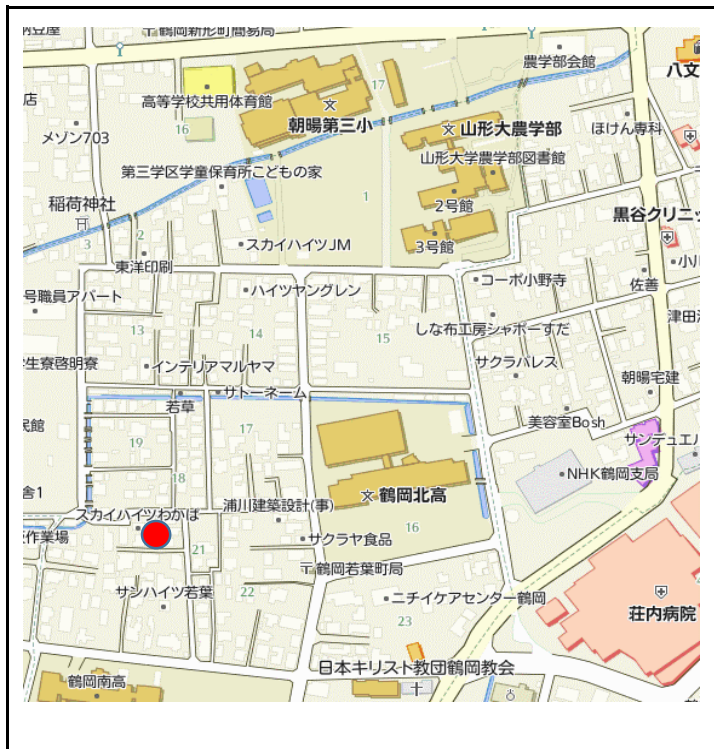 鶴岡新形町簡易局
農学部会館
八文
高等学校共用体育館
17
朝暘第三小
山形大農学部
ほけん専科
店
メゾン703
16
山形大学農学部図書館
第三学区学童保育所こどもの家
稲荷神社
1
2号館
黒谷クリニッ
3
2
スカイハイツJM
3号館
東洋印刷
小川
号職員アパート
ハイツヤングレン
コーポ小野寺
佐善
13
14
15
しな布工房シャボーすだ
津田
生寮啓明寮
インテリアマルヤマ
サクラパレス
朝暘宅建
若草
サトーネーム
民館
19
17
美容室Bosh
サンデュエル
18
NHK鶴岡支局
舎1
鶴岡北高
スカイハイツわかば
浦川建築設計(事)
16
作業場
21
サクラヤ食品
鶴岡若葉町局
サンハイツ若葉
22
ニチイケアセンター鶴岡
荘内病院
23
日本キリスト教団鶴岡教会
鶴岡南高